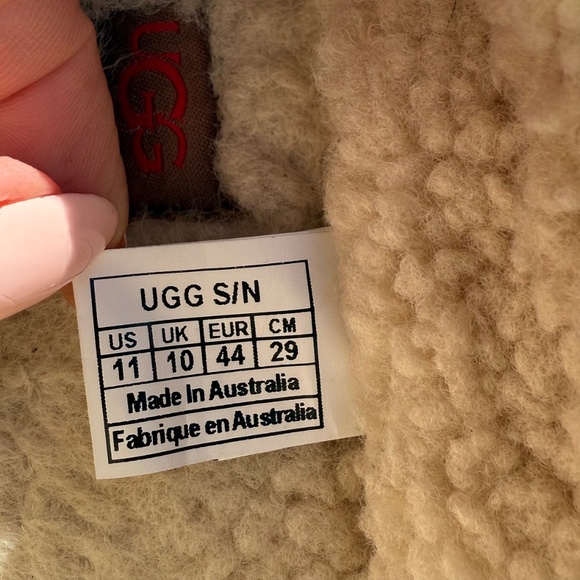 UGG
UGG S/N
US UK EUR CM
11 10 44 29
Made In Australia
Fabrique en Australia